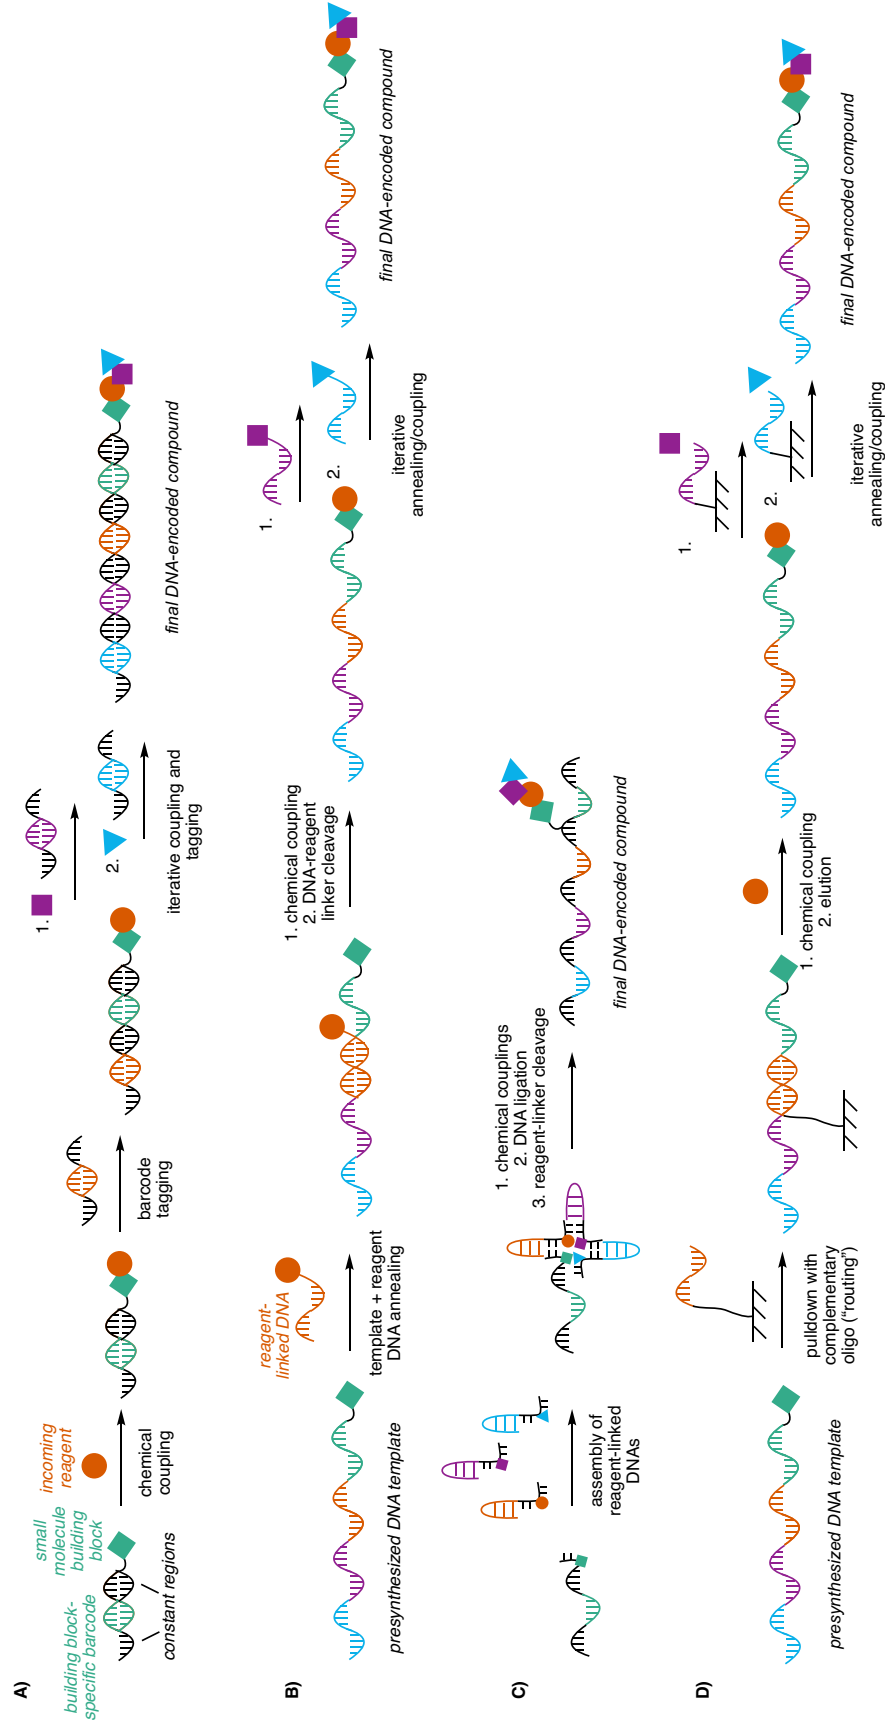 A)
building block-
specific barcode
small
molecule
building
block
constant regions
incoming
reagent
chemical
coupling
barcode
tagging
1.
2.
iterative coupling and
tagging
final DNA-encoded compound
B)
presynthesized DNA template
reagent-
linked DNA
template + reagent
DNA annealing
1. chemical coupling
2. DNA-reagent
linker cleavage
1.
2.
iterative
annealing/coupling
final DNA-encoded compound
C)
assembly of
reagent-linked
DNAs
1. chemical couplings
2. DNA ligation
3. reagent-linker cleavage
final DNA-encoded compound
D)
presynthesized DNA template
pulldown with
complementary
oligo (“routing”)
1. chemical coupling
2. elution
1.
2.
iterative
annealing/coupling
final DNA-encoded compound